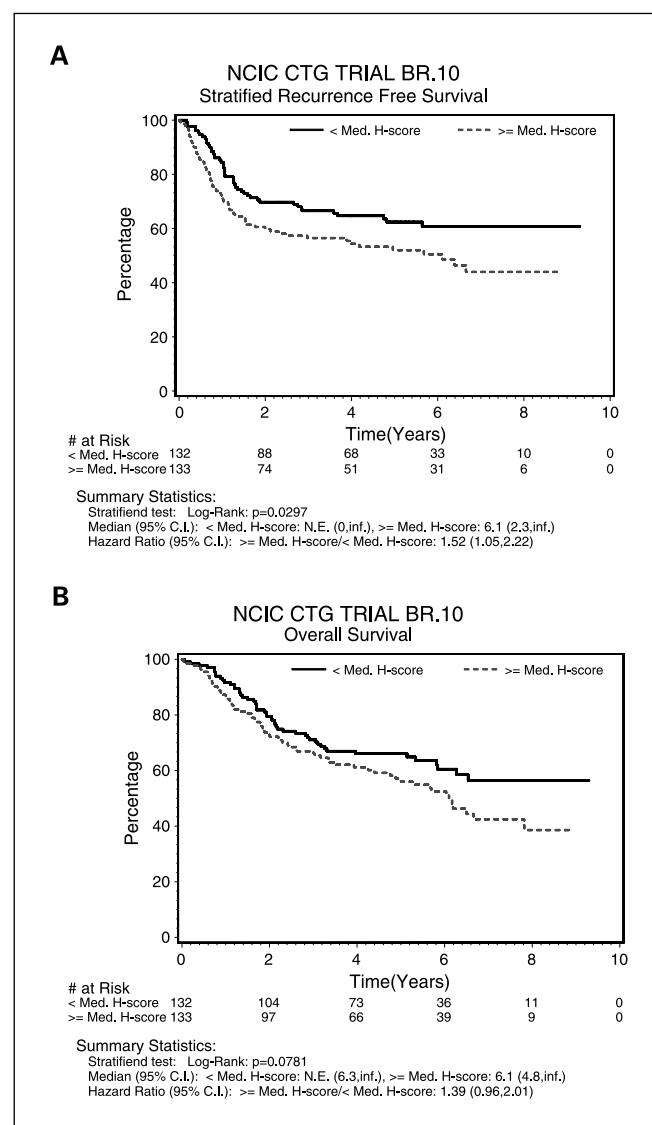 A
NCIC CTG TRIAL BR.10
Stratified Recurrence Free Survival
< Med. H-score >= Med. H-score
100
80
60
40
20
0
Percentage
0 2 4 6 8 10
Time(Years)
# at Risk
< Med. H-score 132 88 68 33 10 0
>= Med. H-score 133 74 51 31 6 0
Summary Statistics:
Stratifiend test: Log-Rank: p=0.0297
Median (95% C.I.): < Med. H-score: N.E. (0,inf.), >= Med. H-score: 6.1 (2.3,inf.)
Hazard Ratio (95% C.I.): >= Med. H-score/< Med. H-score: 1.52 (1.05,2.22)
B
NCIC CTG TRIAL BR.10
Overall Survival
< Med. H-score >= Med. H-score
100
80
60
40
20
0
Percentage
0 2 4 6 8 10
Time(Years)
# at Risk
< Med. H-score 132 104 73 36 11 0
>= Med. H-score 133 97 66 39 9 0
Summary Statistics:
Stratifiend test: Log-Rank: p=0.0781
Median (95% C.I.): < Med. H-score: N.E. (6.3,inf.), >= Med. H-score: 6.1 (4.8,inf.)
Hazard Ratio (95% C.I.): >= Med. H-score/< Med. H-score: 1.39 (0.96,2.01)